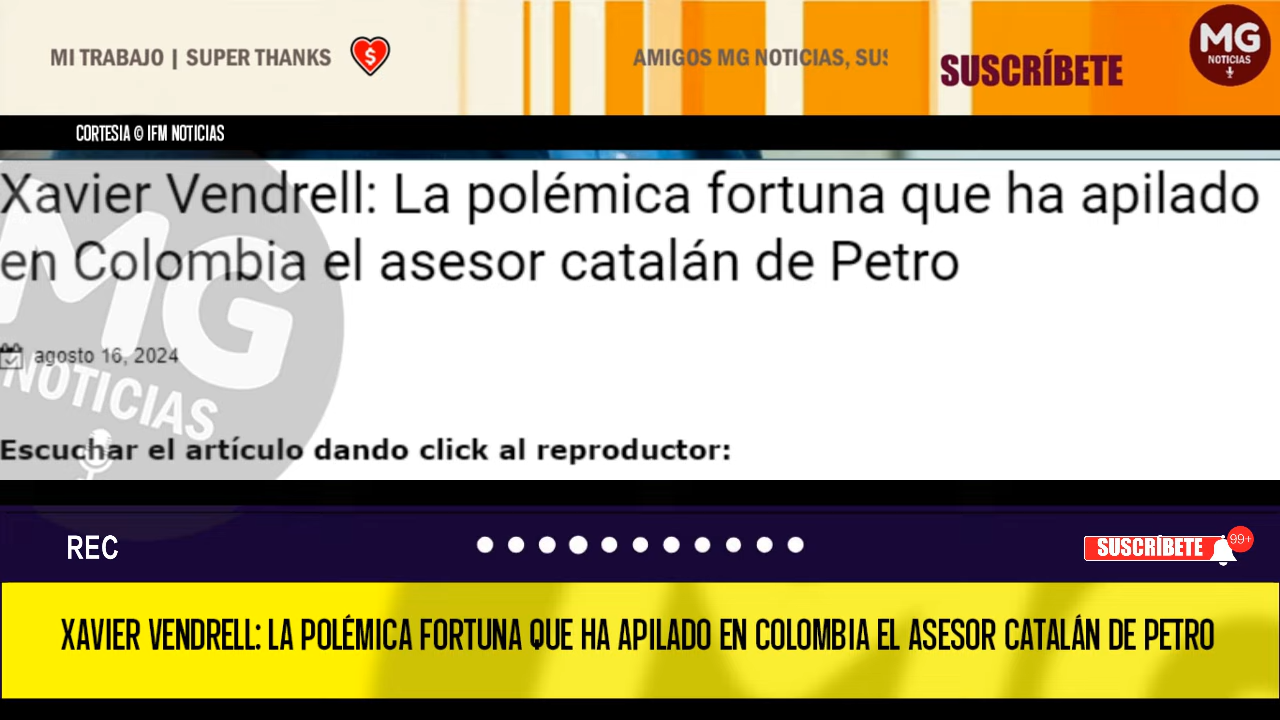 MI TRABAJO | SUPER THANKS
$
AMIGOS MG NOTICIAS, SUS
SUSCRÍBETE
MG
NOTICIAS
CORTESIA © IFM NOTICIAS
Xavier Vendrell: La polémica fortuna que ha apilado
en Colombia el asesor catalán de Petro
MG
NOTICIAS
agosto 16, 2024
Escuchar el artículo dando click al reproductor:
REC
SUSCRÍBETE
99+
XAVIER VENDRELL: LA POLÉMICA FORTUNA QUE HA APILADO EN COLOMBIA EL ASESOR CATALÁN DE PETRO